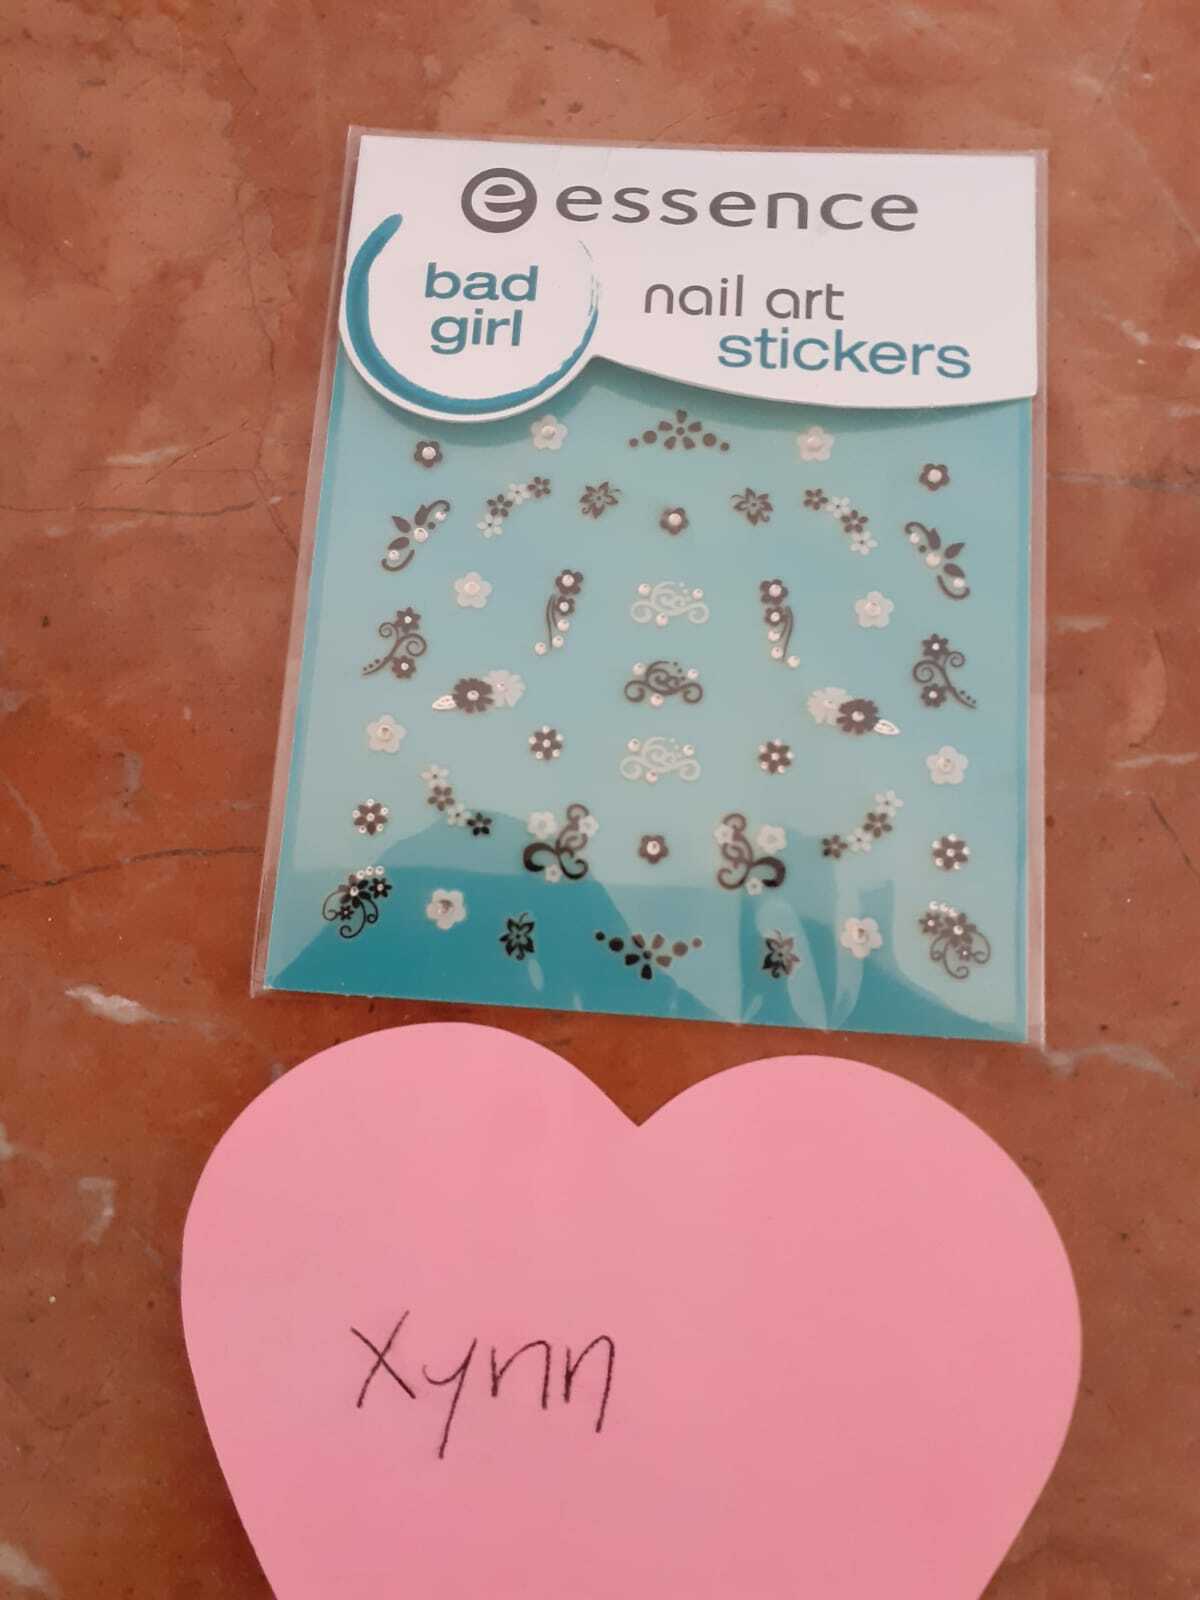 e essence
bad
girl
nail art
stickers
Xynn